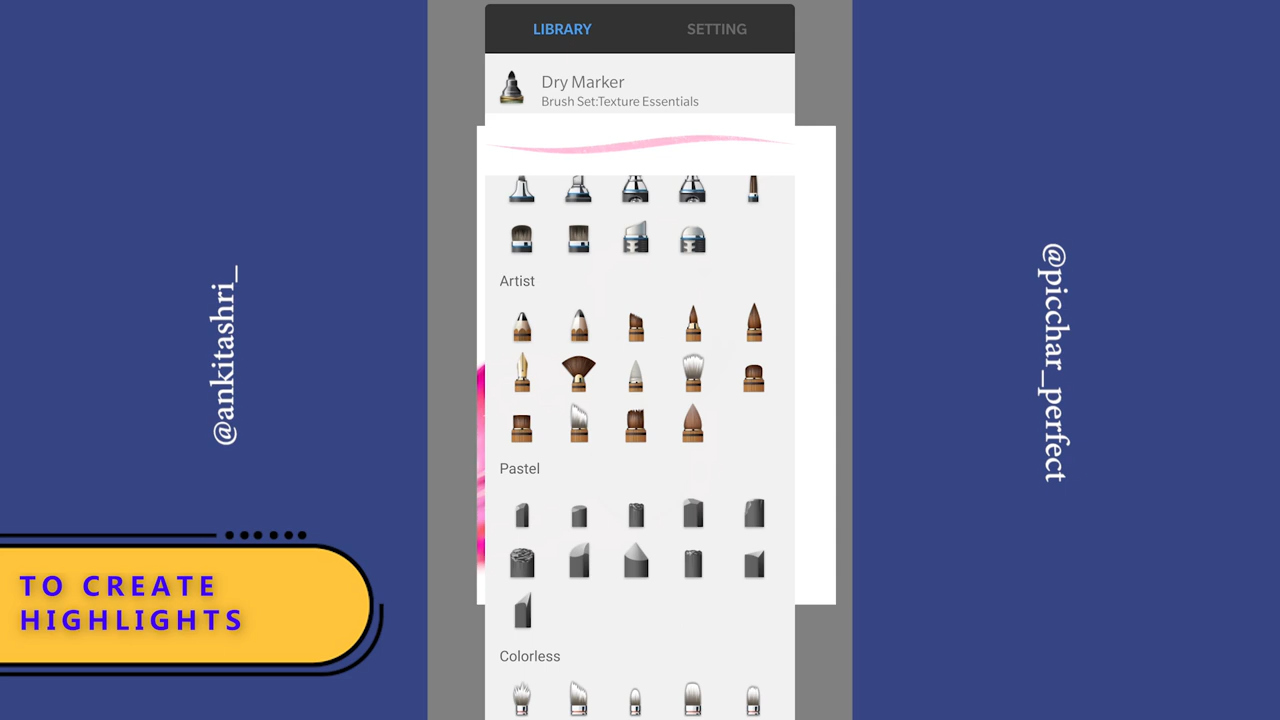 LIBRARY
SETTING
Dry Marker
Brush Set:Texture Essentials
Artist
Pastel
Colorless
@ankitashri_
@picchar_perfect
TO CREATE
HIGHLIGHTS